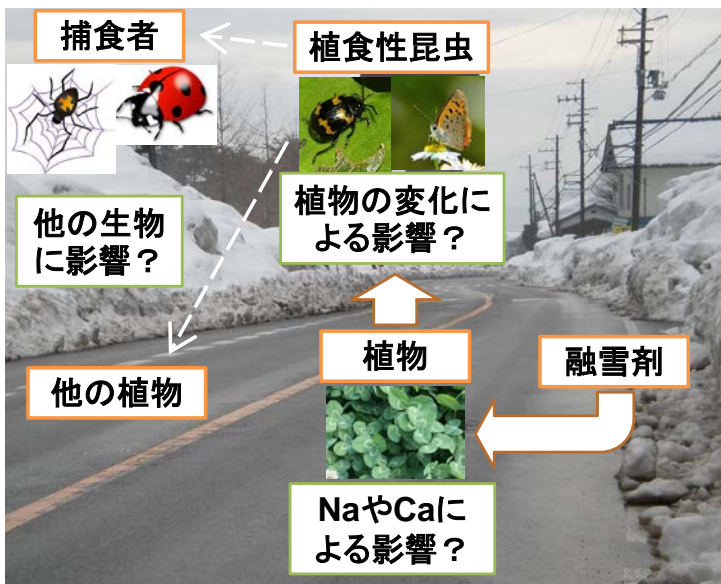 捕食者
植食性昆虫
他の生物
に影響？
植物の変化に
よる影響？
植物
融雪剤
他の植物
NaやCaに
よる影響？